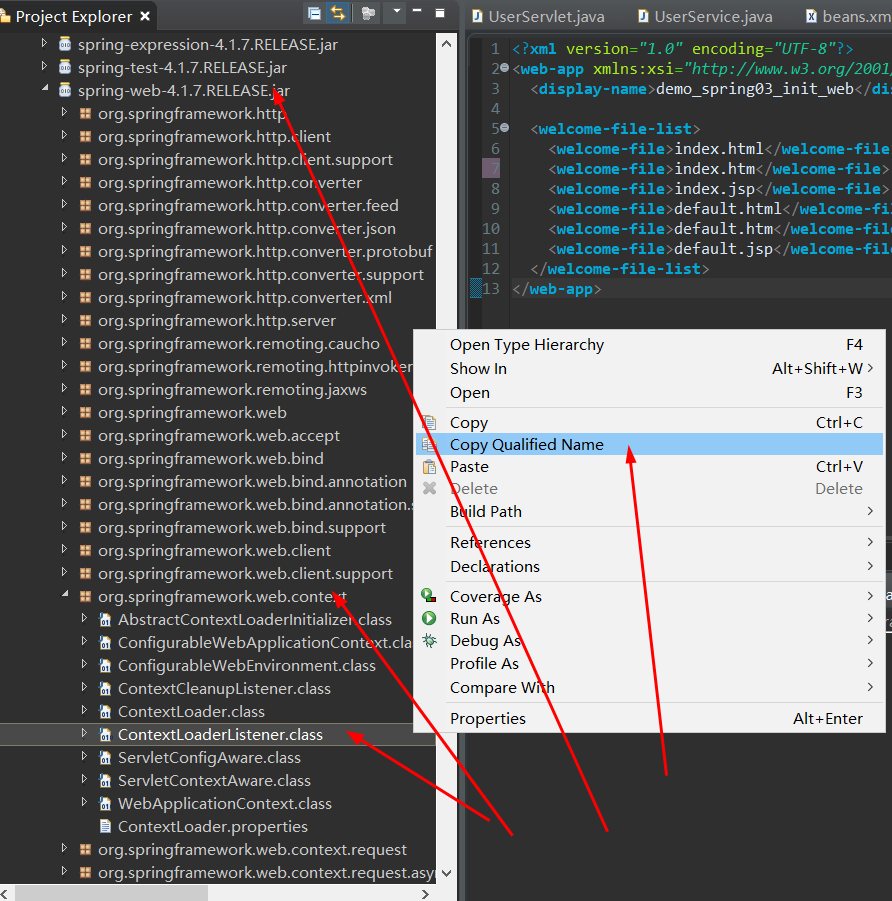 Project Explorer
spring-expression-4.1.7.RELEASE.jar
spring-test-4.1.7.RELEASE.jar
spring-web-4.1.7.RELEASE.jar
org.springframework.http
org.springframework.http.client
org.springframework.http.client.support
org.springframework.http.converter
org.springframework.http.converter.feed
org.springframework.http.converter.json
org.springframework.http.converter.protobuf
org.springframework.http.converter.support
org.springframework.http.converter.xml
org.springframework.http.server
org.springframework.remoting.caucho
org.springframework.remoting.httpinvoker
org.springframework.remoting.jaxws
org.springframework.web
org.springframework.web.accept
org.springframework.web.bind
org.springframework.web.bind.annotation
org.springframework.web.bind.annotation.s
org.springframework.web.bind.support
org.springframework.web.client
org.springframework.web.client.support
org.springframework.web.context
AbstractContextLoaderInitializer.class
ConfigurableWebApplicationContext.cla
ConfigurableWebEnvironment.class
ContextCleanupListener.class
ContextLoader.class
ContextLoaderListener.class
ServletConfigAware.class
ServletContextAware.class
WebApplicationContext.class
ContextLoader.properties
org.springframework.web.context.request
org.springframework.web.context.request.asy
UserServlet.java UserService.java beans.xm
1 <?xml version="1.0" encoding="UTF-8"?>
2 <web-app xmlns:xsi="http://www.w3.org/2001
3 <display-name>demo_spring03_init_web</dis
4
5 <welcome-file-list>
6 <welcome-file>index.html</welcome-file
7 <welcome-file>index.htm</welcome-file>
8 <welcome-file>index.jsp</welcome-file>
9 <welcome-file>default.html</welcome-fi
10 <welcome-file>default.htm</welcome-fil
11 <welcome-file>default.jsp</welcome-fil
12 </welcome-file-list>
13 </web-app>
Open Type Hierarchy F4
Show In Alt+Shift+W
Open F3
Copy Ctrl+C
Copy Qualified Name
Paste Ctrl+V
Delete Delete
Build Path
References
Declarations
Coverage As
Run As
Debug As
Profile As
Compare With
Properties Alt+Enter